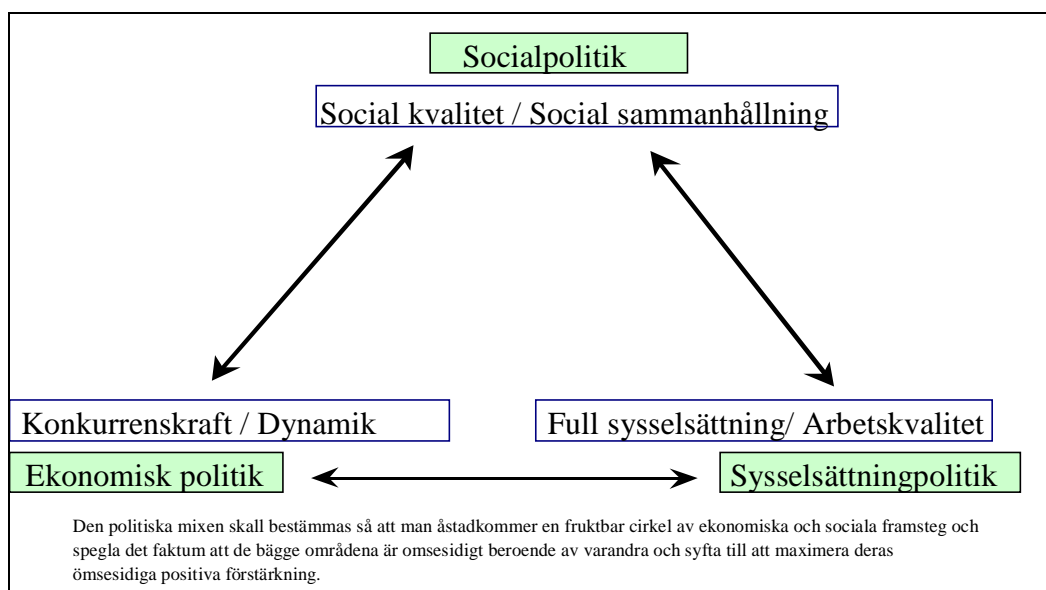 Socialpolitik
Social kvalitet / Social sammanhållning
Konkurrenskraft / Dynamik
Full sysselsättning/ Arbetskvalitet
Ekonomisk politik
Sysselsättningpolitik
Den politiska mixen skall bestämmas så att man åstadkommer en fruktbar cirkel av ekonomiska och sociala framsteg och
spegla det faktum att de bägge områdena är omsesidigt beroende av varandra och syfta till att maximera deras
ömsesidiga positiva förstärkning.